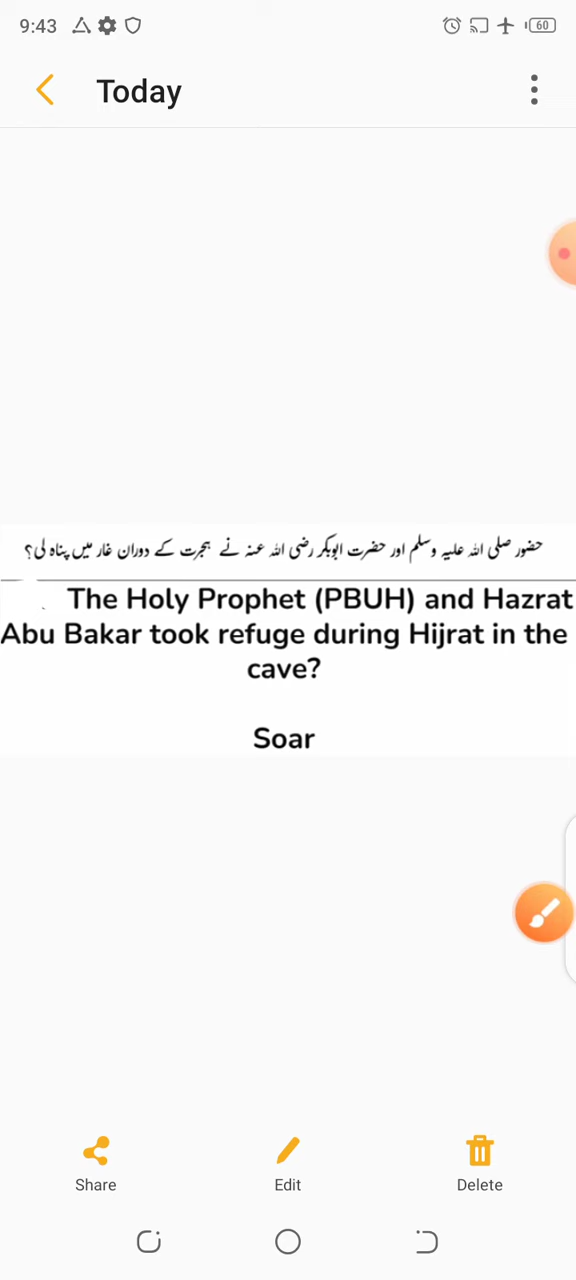 9:43
60
Today
حضور صلی اللہ علیہ وسلم اور حضرت ابوبکر رضی اللہ عنہ نے ہجرت کے دوران غار میں پناہ لی؟
The Holy Prophet (PBUH) and Hazrat
Abu Bakar took refuge during Hijrat in the
cave?
Soar
Share Edit Delete